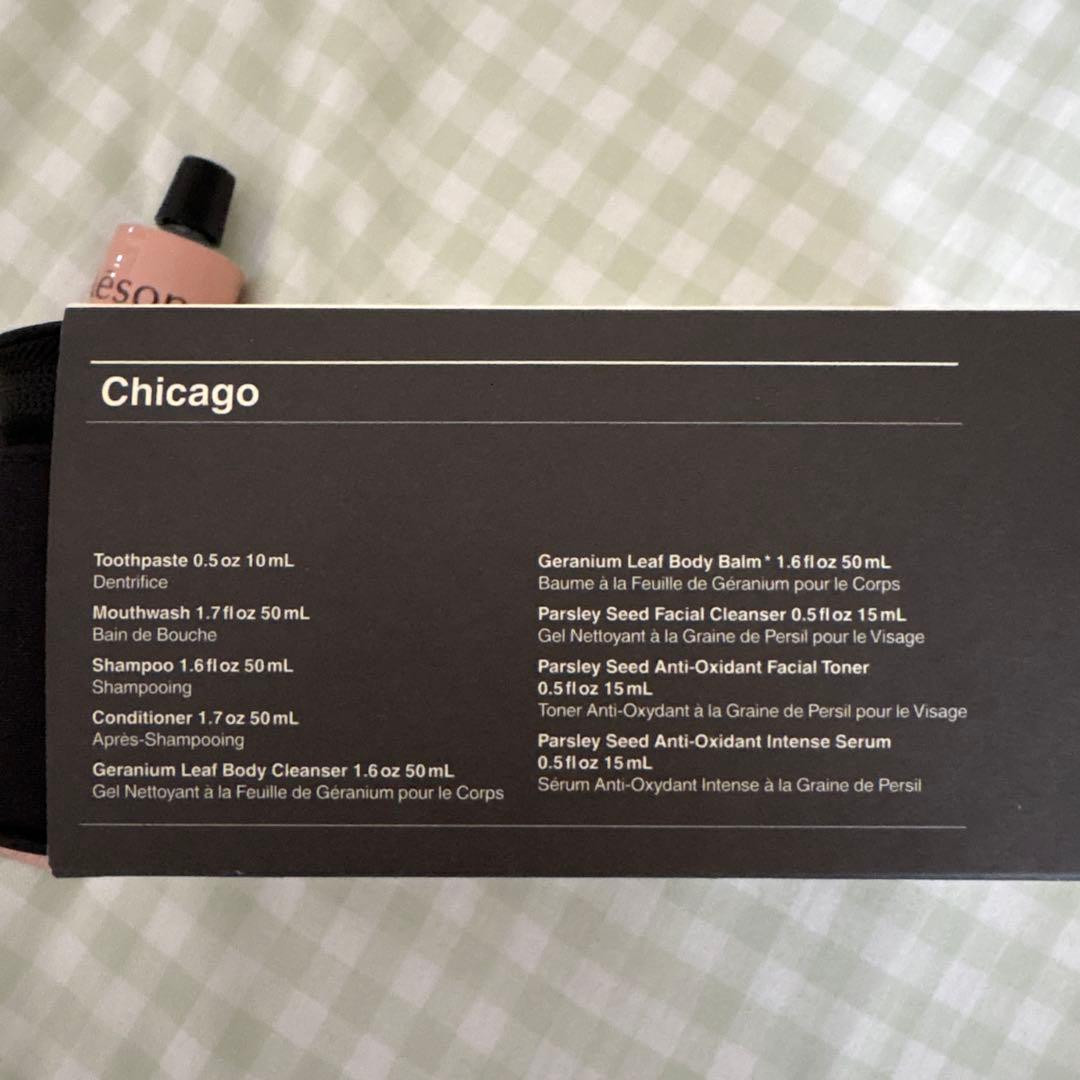 Aēsop
Chicago
Toothpaste 0.5 oz 10 mL
Dentrifice
Mouthwash 1.7 fl oz 50 mL
Bain de Bouche
Shampoo 1.6 fl oz 50 mL
Shampooing
Conditioner 1.7 oz 50 mL
Après-Shampooing
Geranium Leaf Body Cleanser 1.6 oz 50 mL
Gel Nettoyant à la Feuille de Géranium pour le Corps
Geranium Leaf Body Balm* 1.6 fl oz 50 mL
Baume à la Feuille de Géranium pour le Corps
Parsley Seed Facial Cleanser 0.5 fl oz 15 mL
Gel Nettoyant à la Graine de Persil pour le Visage
Parsley Seed Anti-Oxidant Facial Toner
0.5 fl oz 15 mL
Toner Anti-Oxydant à la Graine de Persil pour le Visage
Parsley Seed Anti-Oxidant Intense Serum
0.5 fl oz 15 mL
Sérum Anti-Oxydant Intense à la Graine de Persil